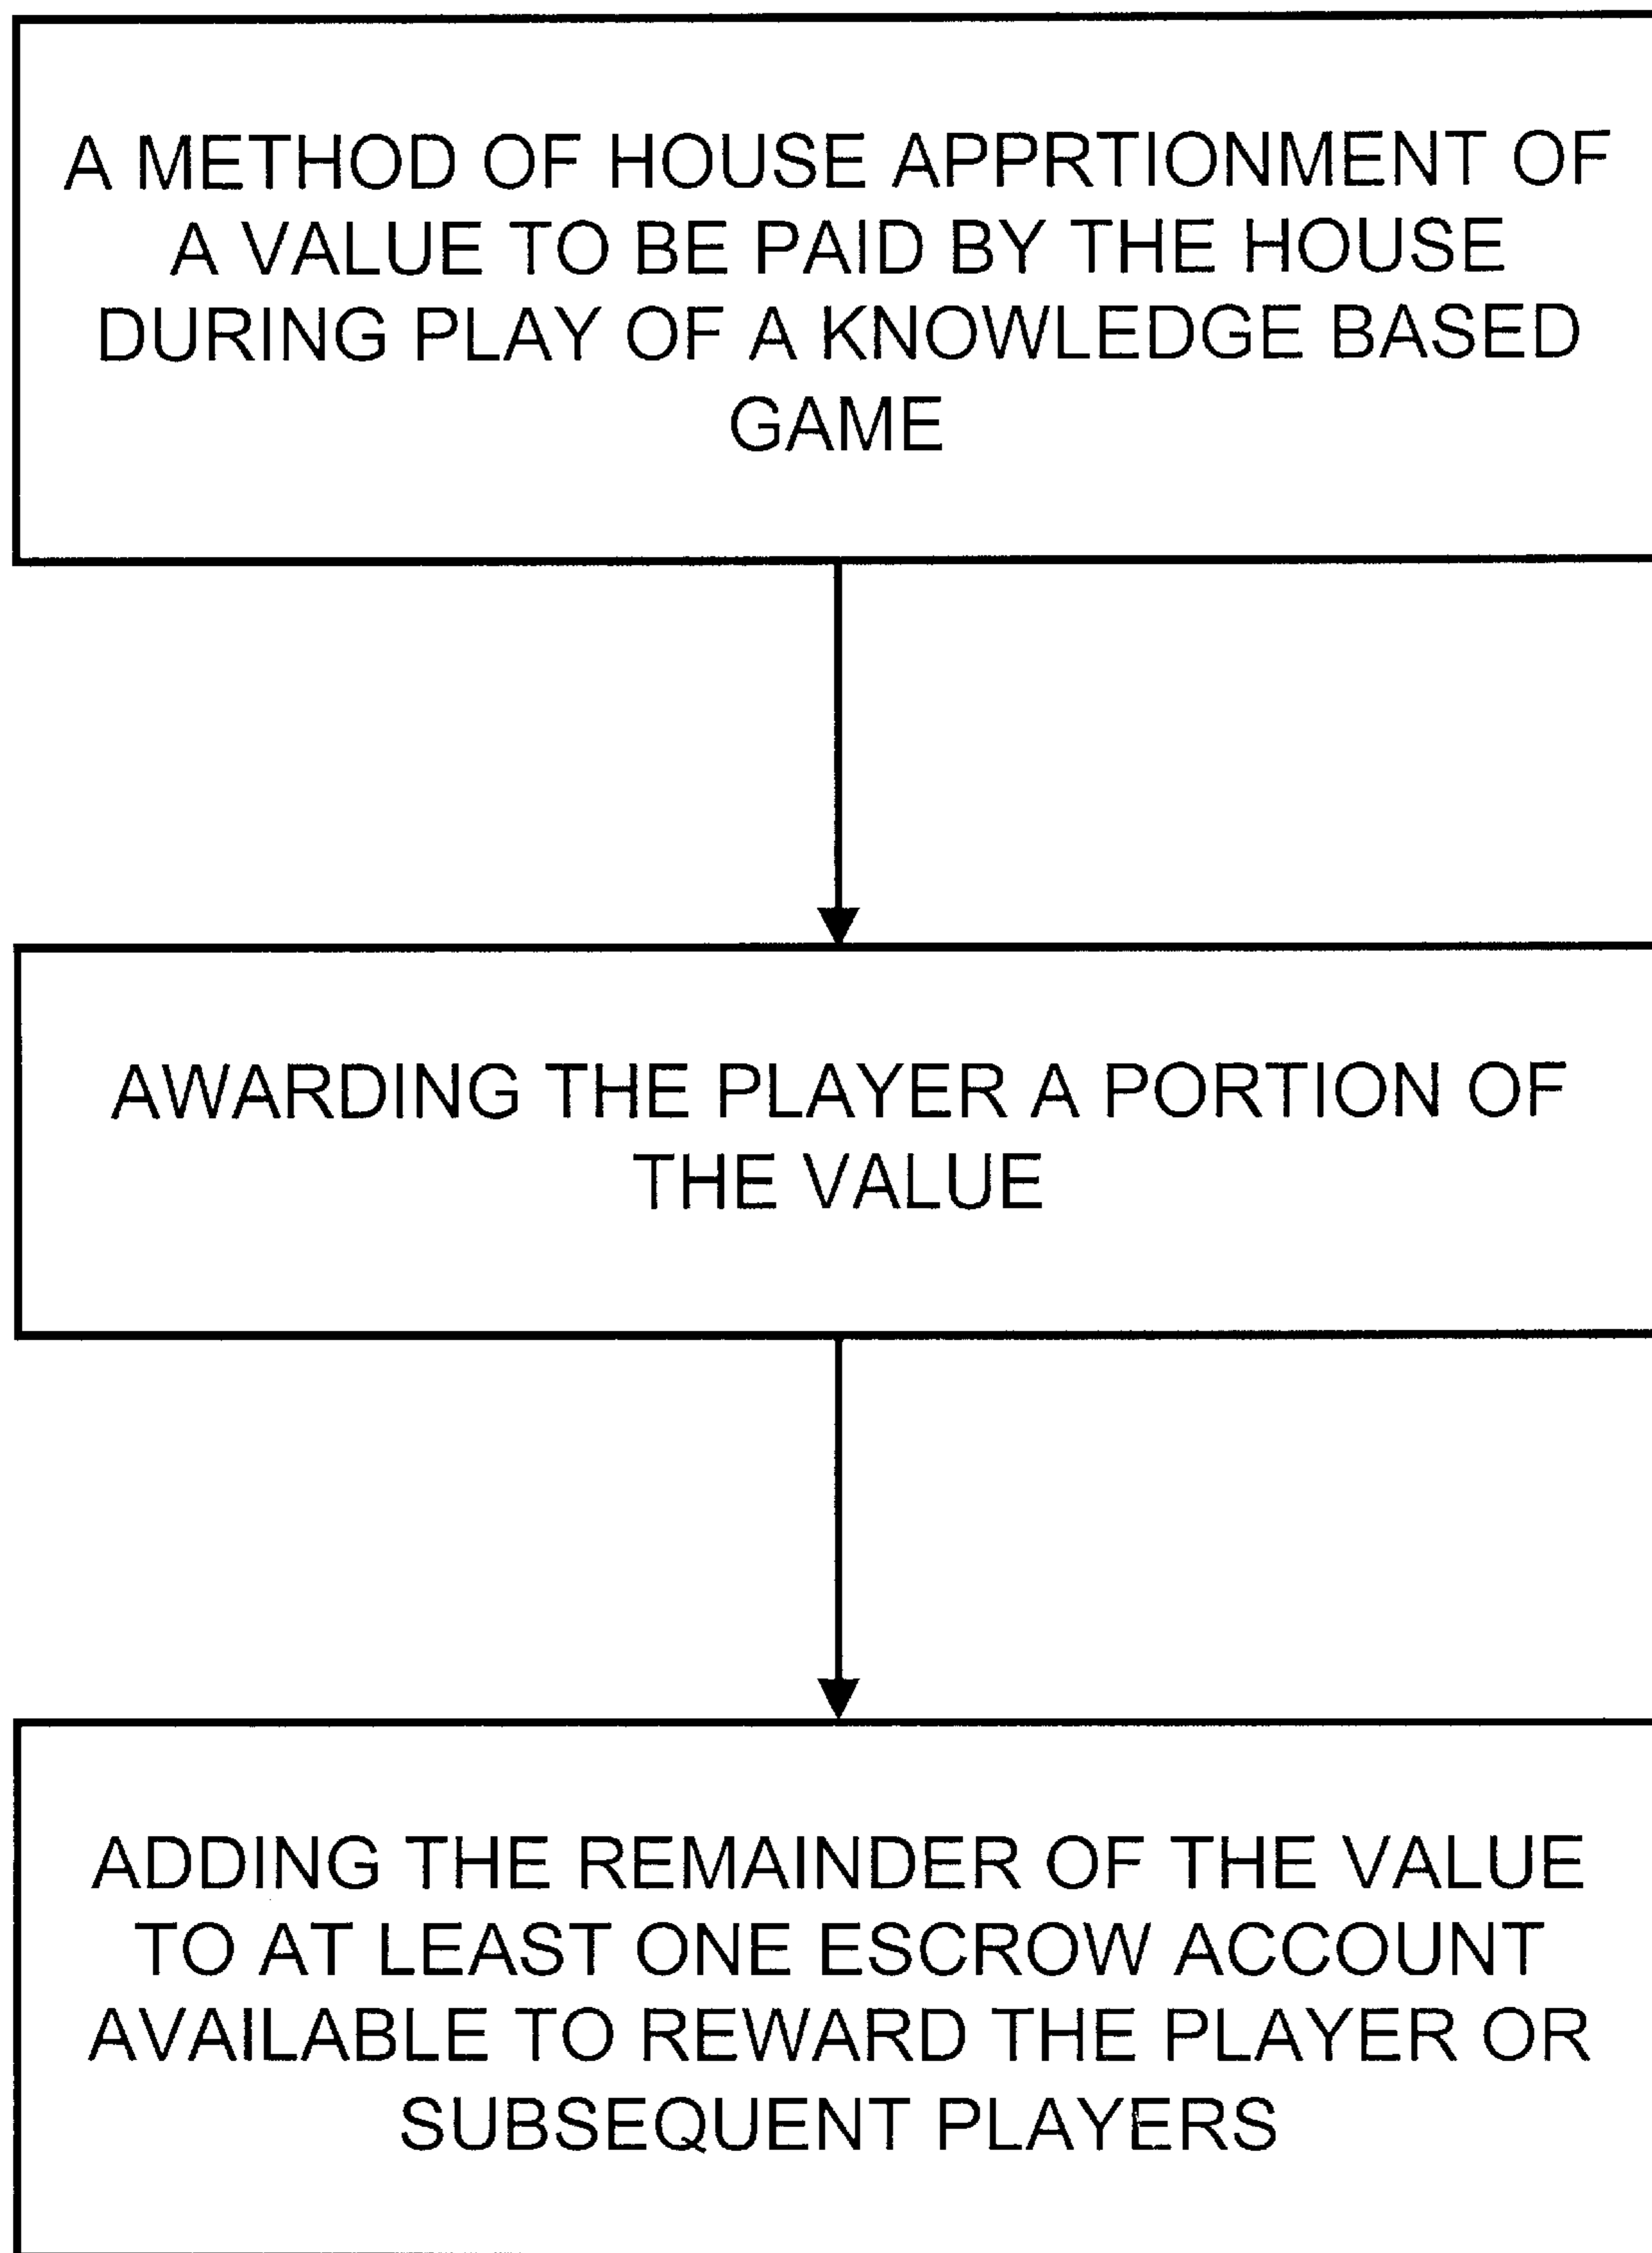 A METHOD OF HOUSE APPRTIONMENT OF
A VALUE TO BE PAID BY THE HOUSE
DURING PLAY OF A KNOWLEDGE BASED
GAME
AWARDING THE PLAYER A PORTION OF
THE VALUE
ADDING THE REMAINDER OF THE VALUE
TO AT LEAST ONE ESCROW ACCOUNT
AVAILABLE TO REWARD THE PLAYER OR
SUBSEQUENT PLAYERS